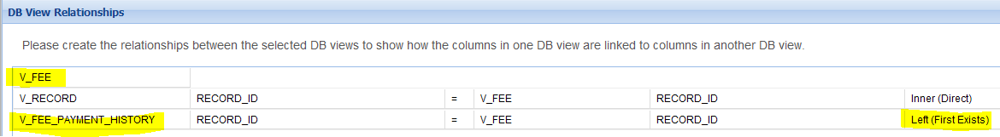 DB View Relationships
Please create the relationships between the selected DB views to show how the columns in one DB view are linked to columns in another DB view.
V_FEE
V_RECORD RECORD_ID = V_FEE RECORD_ID Inner (Direct)
V_FEE_PAYMENT_HISTORY RECORD_ID = V_FEE RECORD_ID Left (First Exists)